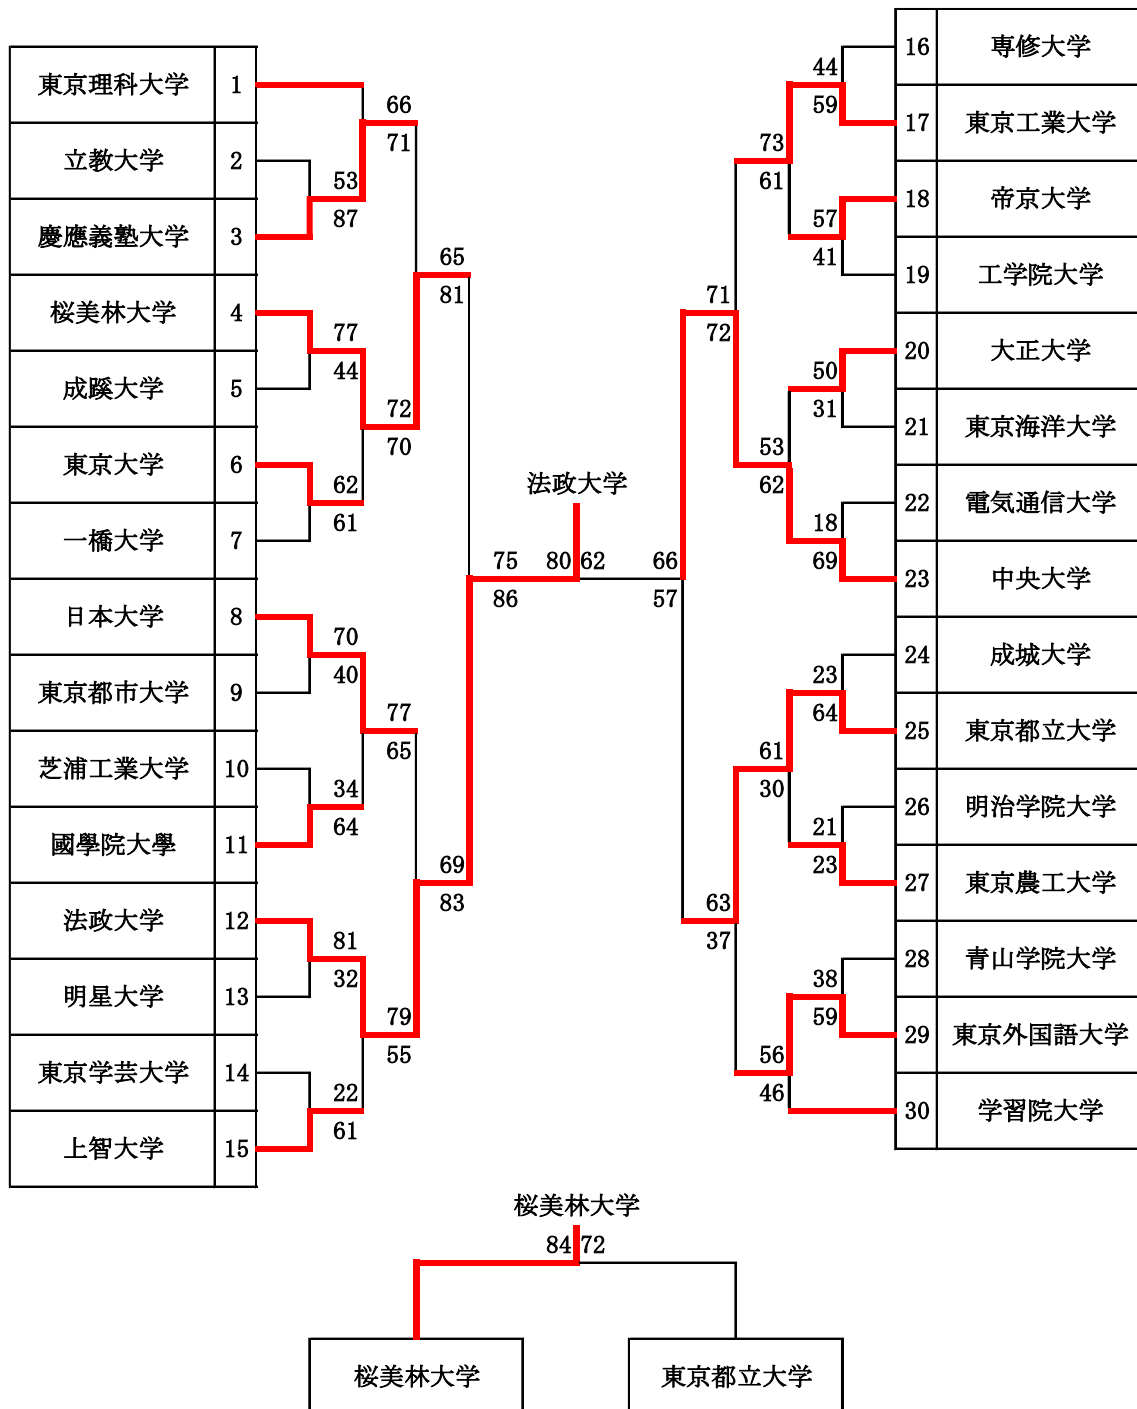 東京理科大学 1
立教大学 2
慶應義塾大学 3
桜美林大学 4
成蹊大学 5
東京大学 6
一橋大学 7
日本大学 8
東京都市大学 9
芝浦工業大学 10
國學院大學 11
法政大学 12
明星大学 13
東京学芸大学 14
上智大学 15
53
87
77
44
62
61
70
40
34
64
81
32
22
61
66
71
72
70
77
65
79
55
65
81
69
83
75
86
法政大学
80 62
66
57
71
72
63
37
73
61
53
62
61
30
56
46
44
59
57
41
50
31
18
69
23
64
21
23
38
59
16 専修大学
17 東京工業大学
18 帝京大学
19 工学院大学
20 大正大学
21 東京海洋大学
22 電気通信大学
23 中央大学
24 成城大学
25 東京都立大学
26 明治学院大学
27 東京農工大学
28 青山学院大学
29 東京外国語大学
30 学習院大学
桜美林大学
84 72
桜美林大学
東京都立大学